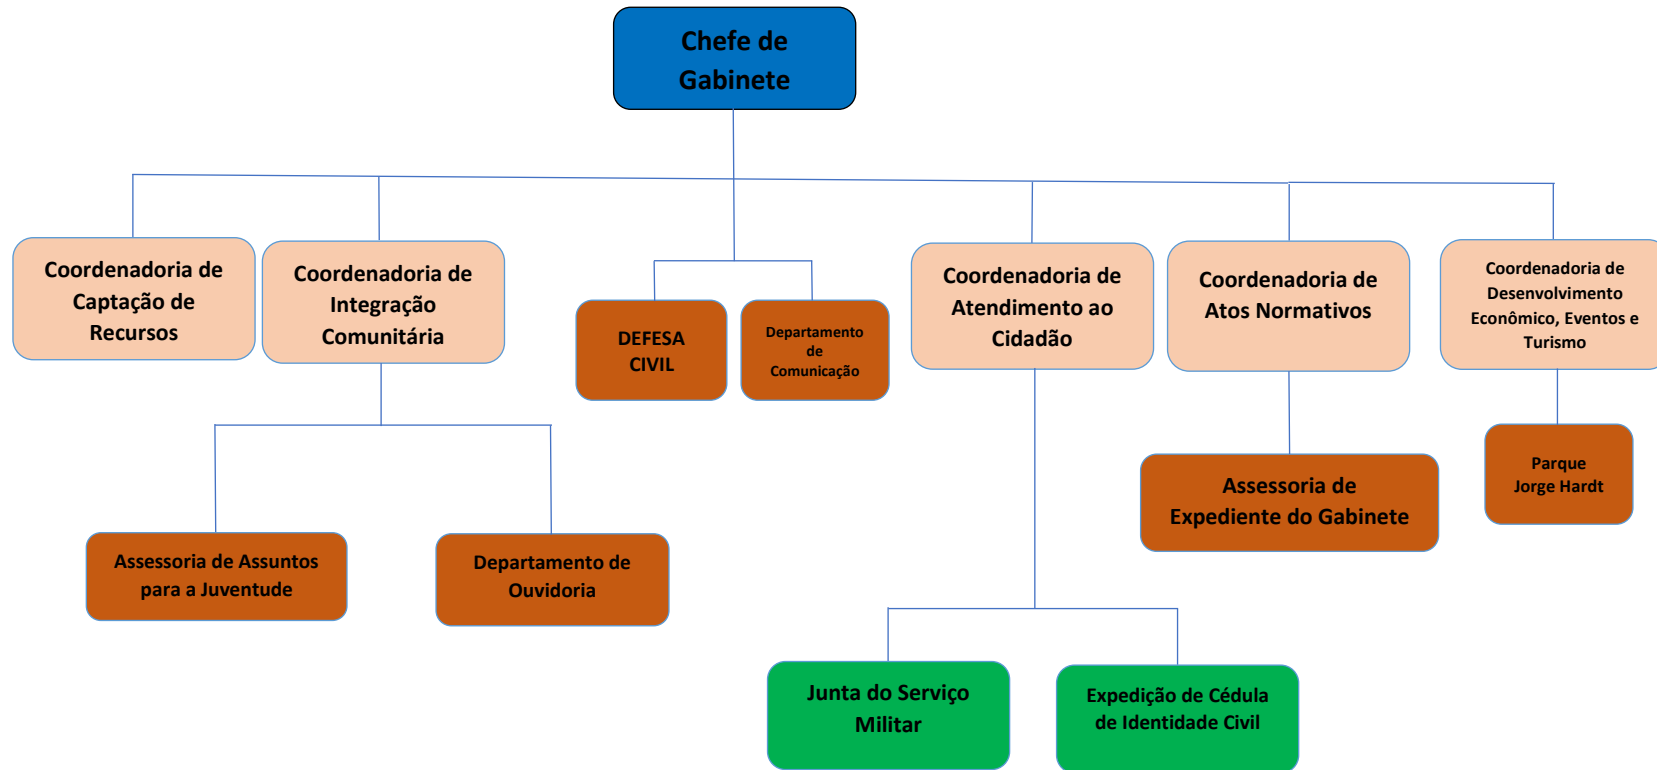 Chefe de
Gabinete
Coordenadoria de
Captação de
Recursos
Coordenadoria de
Integração
Comunitária
DEFESA
CIVIL
Departamento
de
Comunicação
Coordenadoria de
Atendimento ao
Cidadão
Coordenadoria de
Atos Normativos
Coordenadoria de
Desenvolvimento
Econômico, Eventos e
Turismo
Assessoria de Assuntos
para a Juventude
Departamento de
Ouvidoria
Assessoria de
Expediente do Gabinete
Parque
Jorge Hardt
Junta do Serviço
Militar
Expedição de Cédula
de Identidade Civil